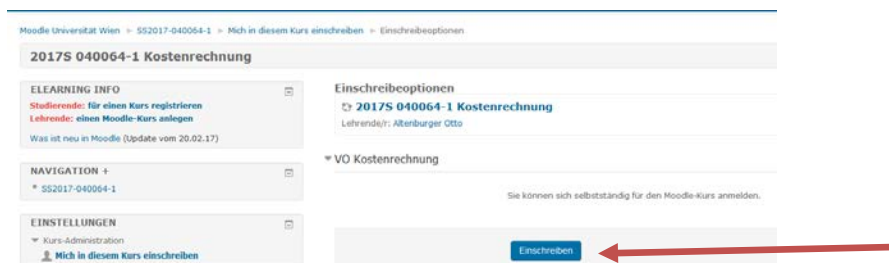 Moodle Universität Wien ► SS2017-040064-1 ► Mich in diesem Kurs einschreiben ► Einschreibeoptionen
2017S 040064-1 Kostenrechnung
ELEARNING INFO
Studierende: für einen Kurs registrieren
Lehrende: einen Moodle-Kurs anlegen
Was ist neu in Moodle (Update vom 20.02.17)
NAVIGATION +
SS2017-040064-1
EINSTELLUNGEN
Kurs-Administration
Mich in diesem Kurs einschreiben
Einschreibeoptionen
2017S 040064-1 Kostenrechnung
Lehrende/r: Altenburger Otto
VO Kostenrechnung
Sie können sich selbstständig für den Moodle-Kurs anmelden.
Einschreiben